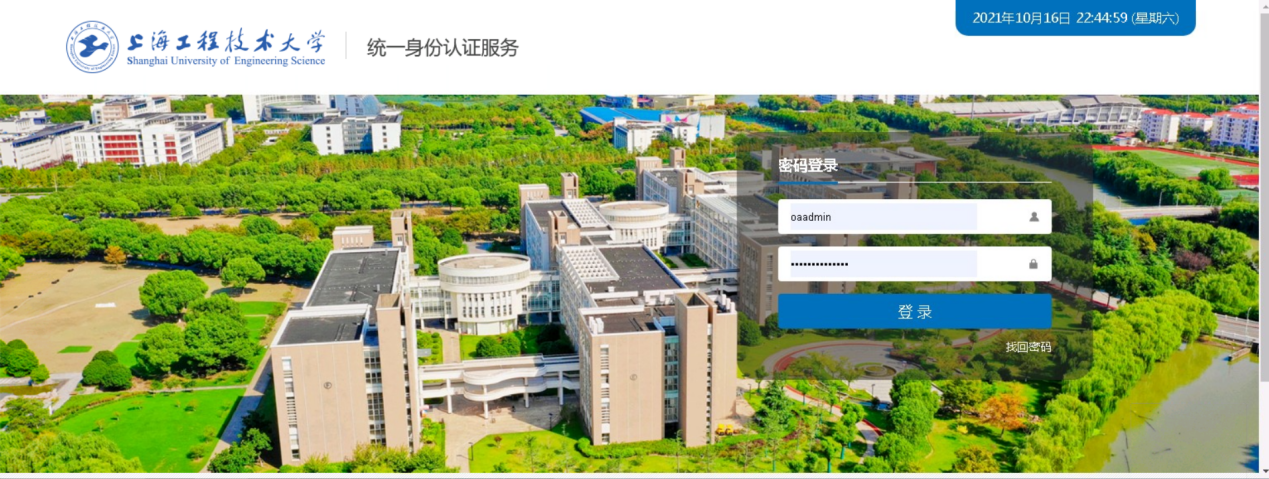 2021年10月16日 22:44:59 (星期六)
上海工程技术大学
Shanghai University of Engineering Science
统一身份认证服务
密码登录
oaadmin
••••••••••••••
登 录
找回密码